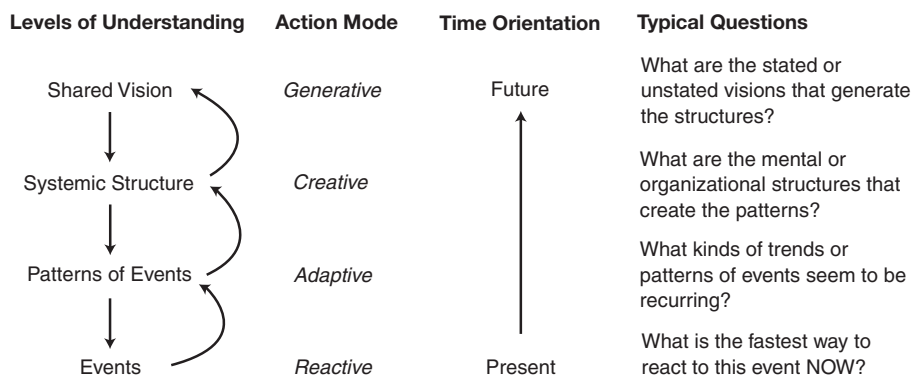 Levels of Understanding Action Mode Time Orientation Typical Questions
Shared Vision Generative Future What are the stated or
unstated visions that generate
the structures?
Systemic Structure Creative What are the mental or
organizational structures that
create the patterns?
Patterns of Events Adaptive What kinds of trends or
patterns of events seem to be
recurring?
Events Reactive Present What is the fastest way to
react to this event NOW?